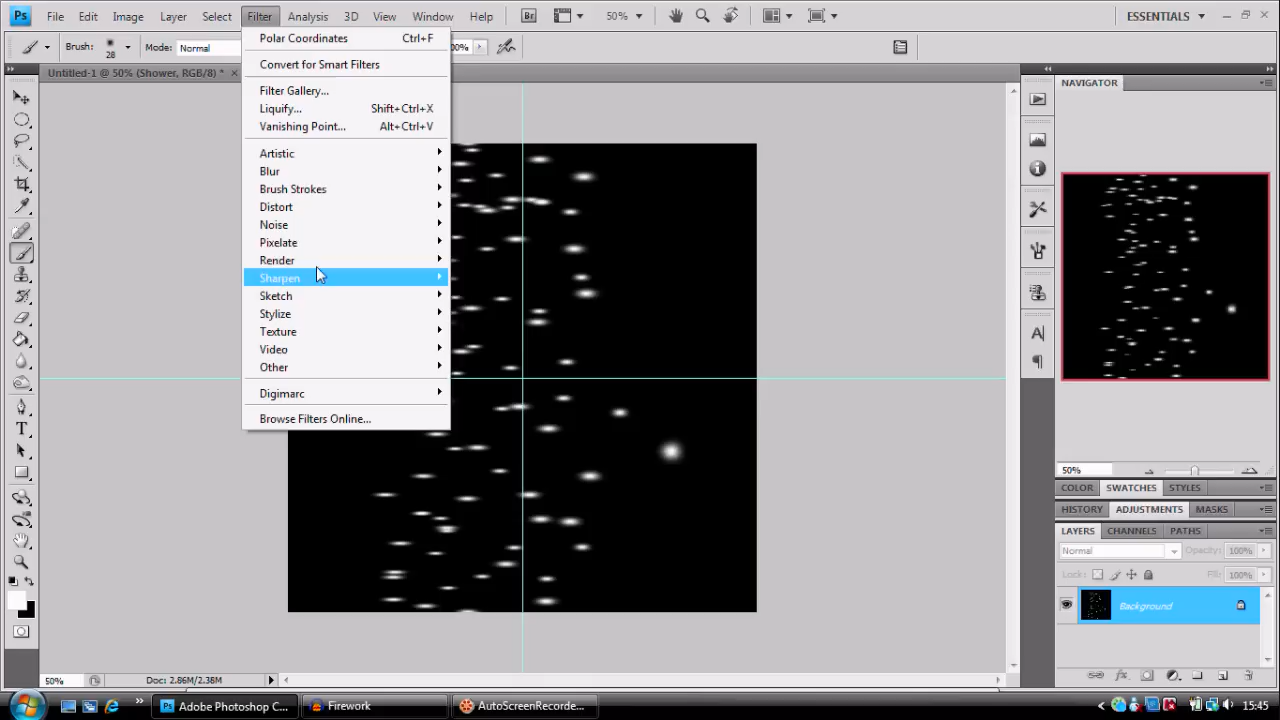 Ps File Edit Image Layer Select Filter Analysis 3D View Window Help Br 50% ESSENTIALS
Brush: 28 Mode: Normal 00%
Untitled-1 @ 50% (Shower, RGB/8) *
Polar Coordinates Ctrl+F
Convert for Smart Filters
Filter Gallery...
Liquify... Shift+Ctrl+X
Vanishing Point... Alt+Ctrl+V
Artistic
Blur
Brush Strokes
Distort
Noise
Pixelate
Render
Sharpen
Sketch
Stylize
Texture
Video
Other
Digimarc
Browse Filters Online...
NAVIGATOR
50%
COLOR SWATCHES STYLES
HISTORY ADJUSTMENTS MASKS
LAYERS CHANNELS PATHS
Normal Opacity: 100%
Lock: Fill: 100%
Background
50% Doc: 2.86M/2.38M
Adobe Photoshop C... Firework AutoScreenRecorde... 15:45